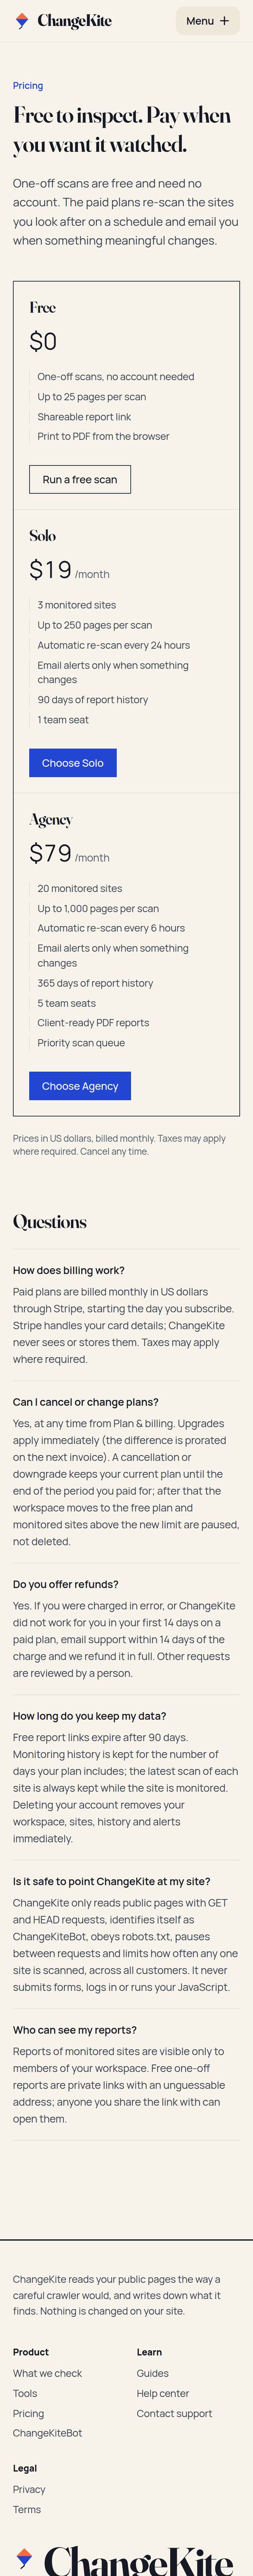 ChangeKite
Menu +
Pricing
Free to inspect. Pay when
you want it watched.
One-off scans are free and need no
account. The paid plans re-scan the sites
you look after on a schedule and email you
when something meaningful changes.
Free
$0
One-off scans, no account needed
Up to 25 pages per scan
Shareable report link
Print to PDF from the browser
Run a free scan
Solo
$19 /month
3 monitored sites
Up to 250 pages per scan
Automatic re-scan every 24 hours
Email alerts only when something
changes
90 days of report history
1 team seat
Choose Solo
Agency
$79 /month
20 monitored sites
Up to 1,000 pages per scan
Automatic re-scan every 6 hours
Email alerts only when something
changes
365 days of report history
5 team seats
Client-ready PDF reports
Priority scan queue
Choose Agency
Prices in US dollars, billed monthly. Taxes may apply
where required. Cancel any time.
Questions
How does billing work?
Paid plans are billed monthly in US dollars
through Stripe, starting the day you subscribe.
Stripe handles your card details; ChangeKite
never sees or stores them. Taxes may apply
where required.
Can I cancel or change plans?
Yes, at any time from Plan & billing. Upgrades
apply immediately (the difference is prorated
on the next invoice). A cancellation or
downgrade keeps your current plan until the
end of the period you paid for; after that the
workspace moves to the free plan and
monitored sites above the new limit are paused,
not deleted.
Do you offer refunds?
Yes. If you were charged in error, or ChangeKite
did not work for you in your first 14 days on a
paid plan, email support within 14 days of the
charge and we refund it in full. Other requests
are reviewed by a person.
How long do you keep my data?
Free report links expire after 90 days.
Monitoring history is kept for the number of
days your plan includes; the latest scan of each
site is always kept while the site is monitored.
Deleting your account removes your
workspace, sites, history and alerts
immediately.
Is it safe to point ChangeKite at my site?
ChangeKite only reads public pages with GET
and HEAD requests, identifies itself as
ChangeKiteBot, obeys robots.txt, pauses
between requests and limits how often any one
site is scanned, across all customers. It never
submits forms, logs in or runs your JavaScript.
Who can see my reports?
Reports of monitored sites are visible only to
members of your workspace. Free one-off
reports are private links with an unguessable
address; anyone you share the link with can
open them.
ChangeKite reads your public pages the way a
careful crawler would, and writes down what it
finds. Nothing is changed on your site.
Product
What we check
Tools
Pricing
ChangeKiteBot
Learn
Guides
Help center
Contact support
Legal
Privacy
Terms
ChangeKite